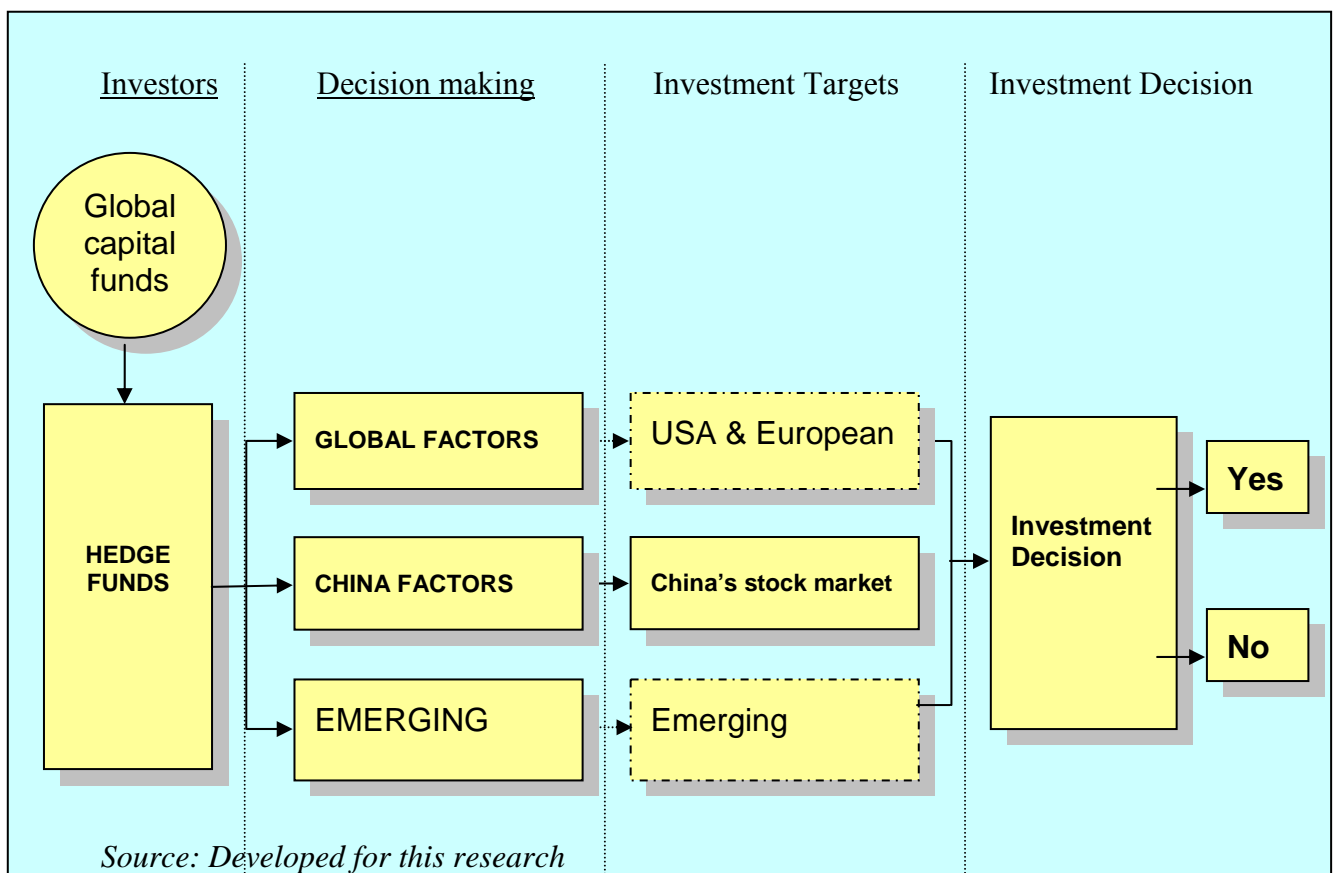 Investors Decision making Investment Targets Investment Decision
Global
capital
funds
HEDGE
FUNDS
GLOBAL FACTORS
CHINA FACTORS
EMERGING
USA & European
China’s stock market
Emerging
Investment
Decision
Yes
No
Source: Developed for this research